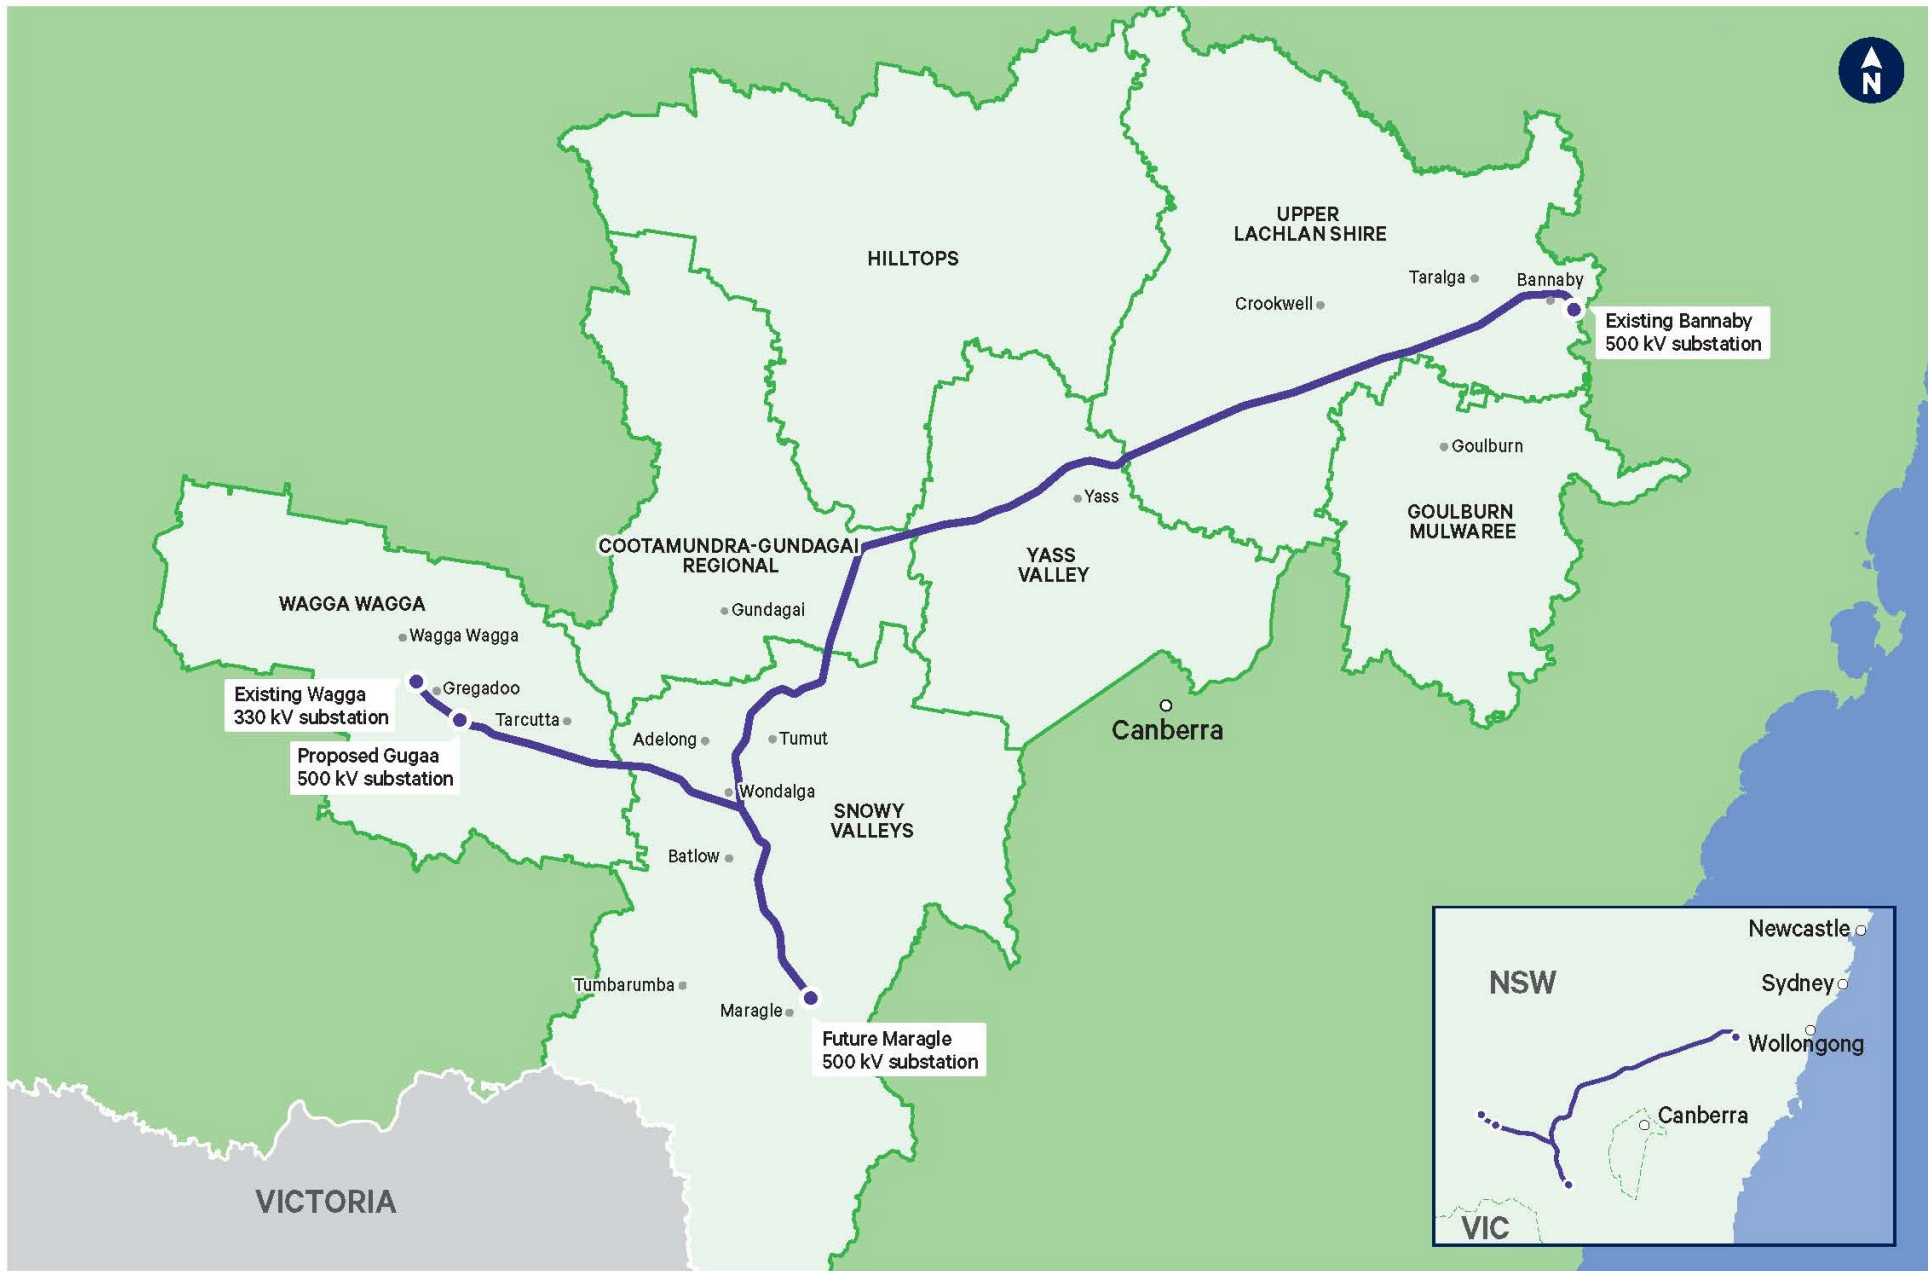 N
UPPER
LACHLAN SHIRE
HILLTOPS
Taralga
Bannaby
Crookwell
Existing Bannaby
500 kV substation
Goulburn
Yass
GOULBURN
MULWAREE
COOTAMUNDRA-GUNDAGAI
REGIONAL
YASS
VALLEY
WAGGA WAGGA
Gundagai
Wagga Wagga
Existing Wagga
330 kV substation
Gregadoo
Tarcutta
Adelong
Tumut
Canberra
Proposed Gugaa
500 kV substation
Wondalga
SNOWY
VALLEYS
Batlow
Tumbarumba
Maragle
Future Maragle
500 kV substation
VICTORIA
Newcastle
NSW
Sydney
Wollongong
Canberra
VIC